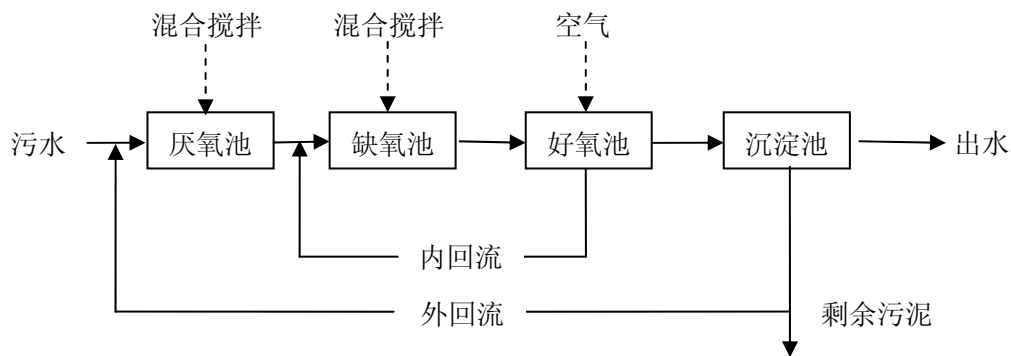 混合搅拌 混合搅拌 空气
污水 厌氧池 缺氧池 好氧池 沉淀池 出水
内回流
外回流 剩余污泥